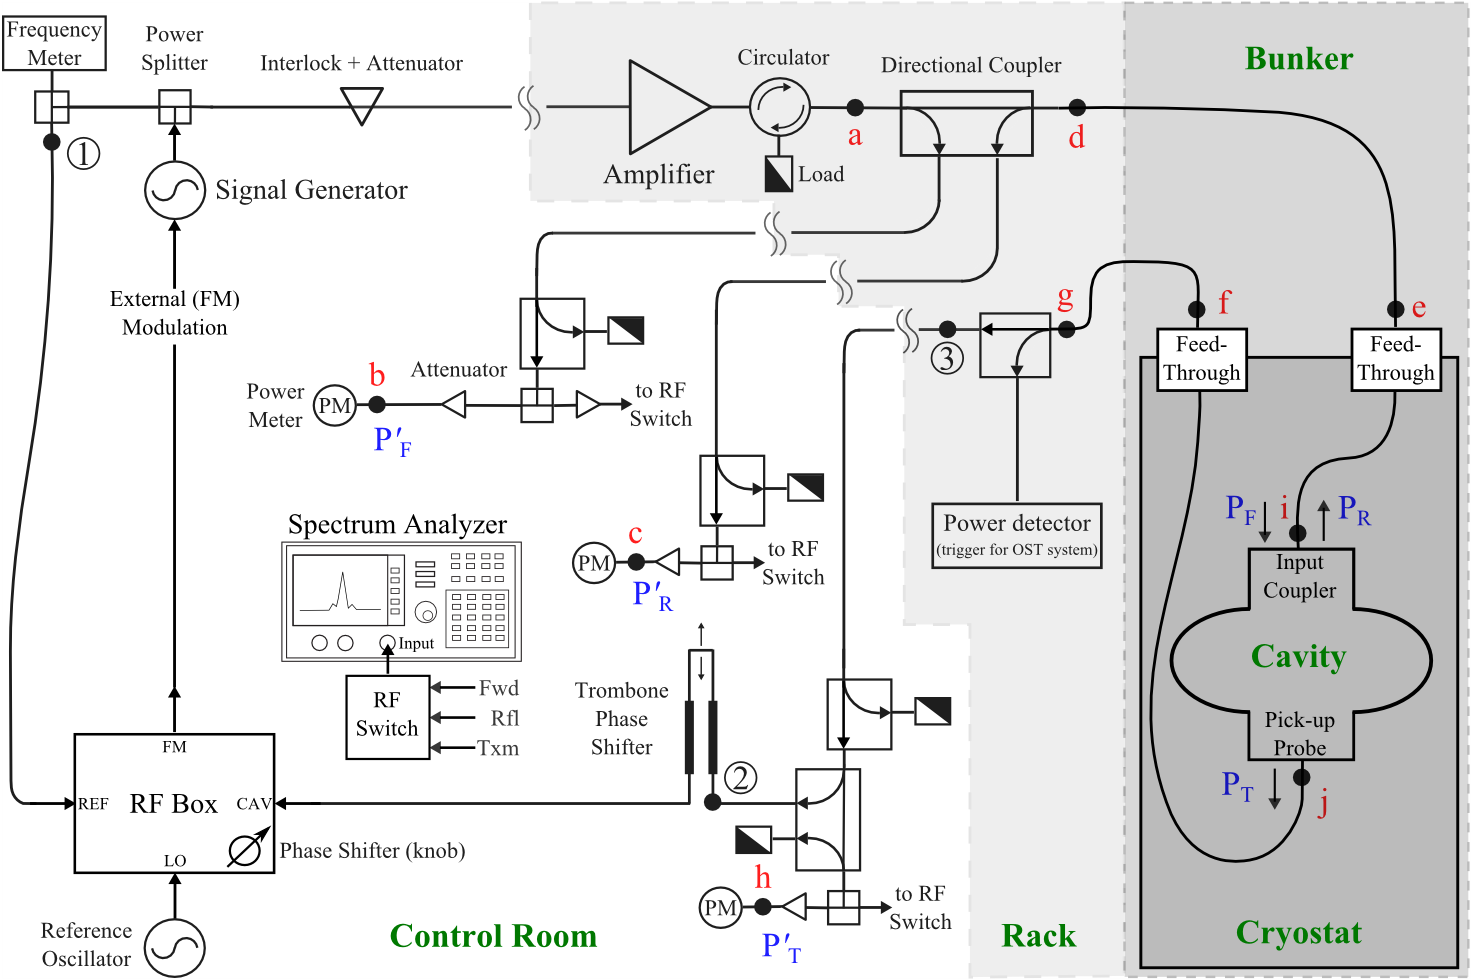 Frequency
Meter
Power
Splitter
Interlock + Attenuator
Circulator
Directional Coupler
Bunker
1
a
d
Amplifier
Load
Signal Generator
External (FM)
Modulation
g
f
e
3
Feed-
Through
Feed-
Through
b
Attenuator
Power
Meter
PM
to RF
Switch
P'F
Spectrum Analyzer
c
PM
to RF
Switch
P'R
Power detector
(trigger for OST system)
PF
i
PR
Input
Coupler
Input
Cavity
RF
Switch
Fwd
Rfl
Txm
Trombone
Phase
Shifter
Pick-up
Probe
2
PT
j
FM
REF
RF Box
CAV
LO
Phase Shifter (knob)
h
PM
to RF
Switch
P'T
Reference
Oscillator
Control Room
Rack
Cryostat